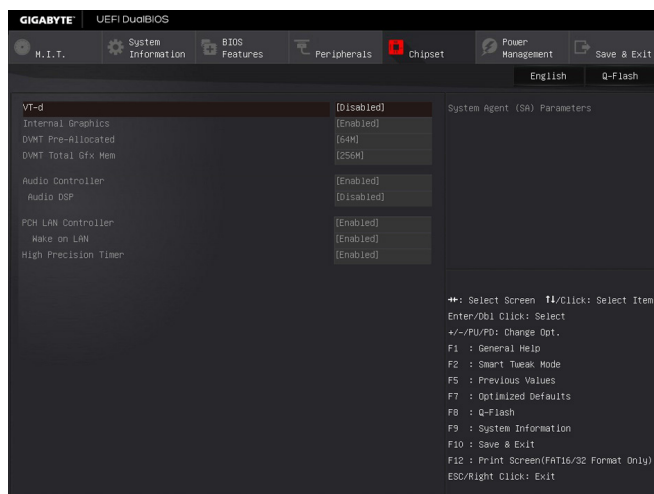 GIGABYTE™ UEFI DualBIOS
M.I.T. System Information BIOS Features Peripherals Chipset Power Management Save & Exit
English Q-Flash
VT-d [Disabled] System Agent (SA) Parameters
Internal Graphics [Enabled]
DVMT Pre-Allocated [64M]
DVMT Total Gfx Mem [256M]
Audio Controller [Enabled]
Audio DSP [Disabled]
PCH LAN Controller [Enabled]
Wake on LAN [Enabled]
High Precision Timer [Enabled]
→←: Select Screen ↑↓/Click: Select Item
Enter/Dbl Click: Select
+/-/PU/PD: Change Opt.
F1 : General Help
F2 : Smart Tweak Mode
F5 : Previous Values
F7 : Optimized Defaults
F8 : Q-Flash
F9 : System Information
F10 : Save & Exit
F12 : Print Screen(FAT16/32 Format Only)
ESC/Right Click: Exit